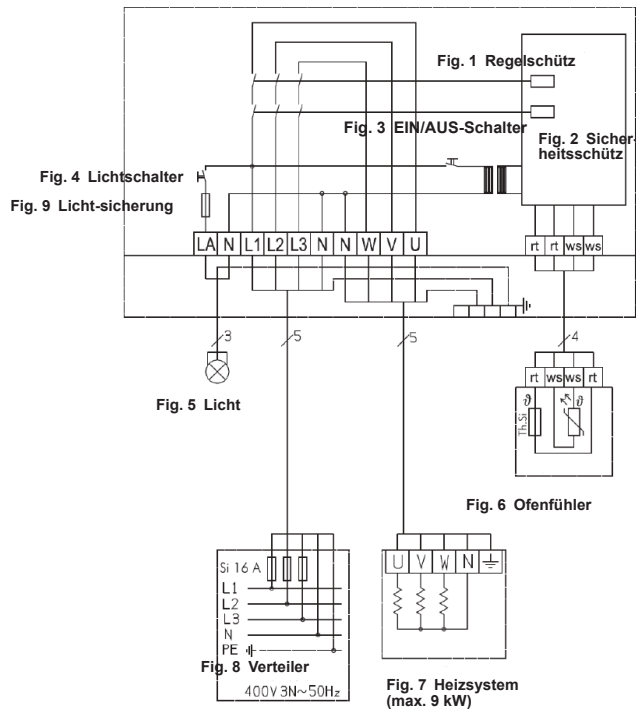 Fig. 1 Regelschütz
Fig. 3 EIN/AUS-Schalter
Fig. 2 Sicher-
heitsschütz
Fig. 4 Lichtschalter
Fig. 9 Licht-sicherung
LA N L1 L2 L3 N N W V U
rt rt ws ws
3
5
5
4
Fig. 5 Licht
rt ws ws rt
ϑ ϑ
Th.Si
Fig. 6 Ofenfühler
Si 16 A
L1
L2
L3
N
PE
Fig. 8 Verteiler
400V 3N~50Hz
U V W N
Fig. 7 Heizsystem
(max. 9 kW)